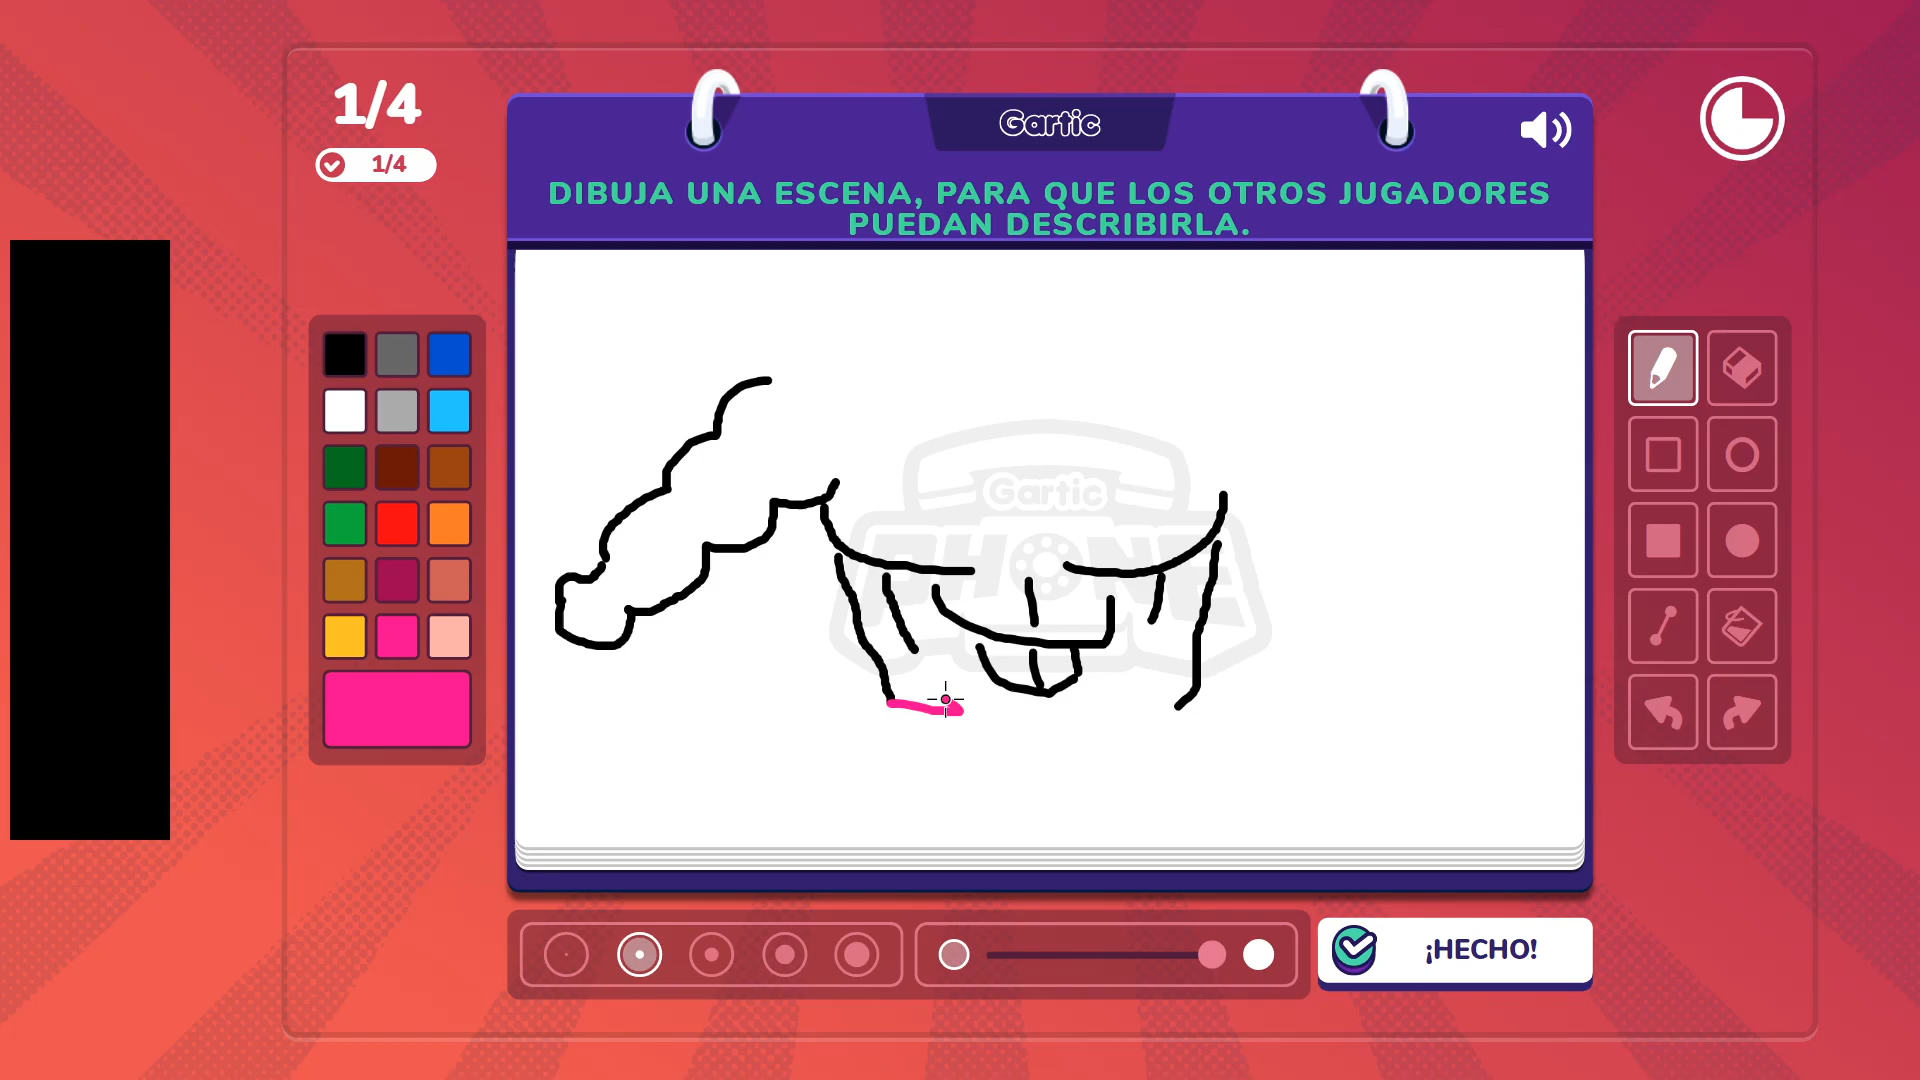 1/4
1/4
Gartic
DIBUJA UNA ESCENA, PARA QUE LOS OTROS JUGADORES
PUEDAN DESCRIBIRLA.
Gartic
PHONE
¡HECHO!